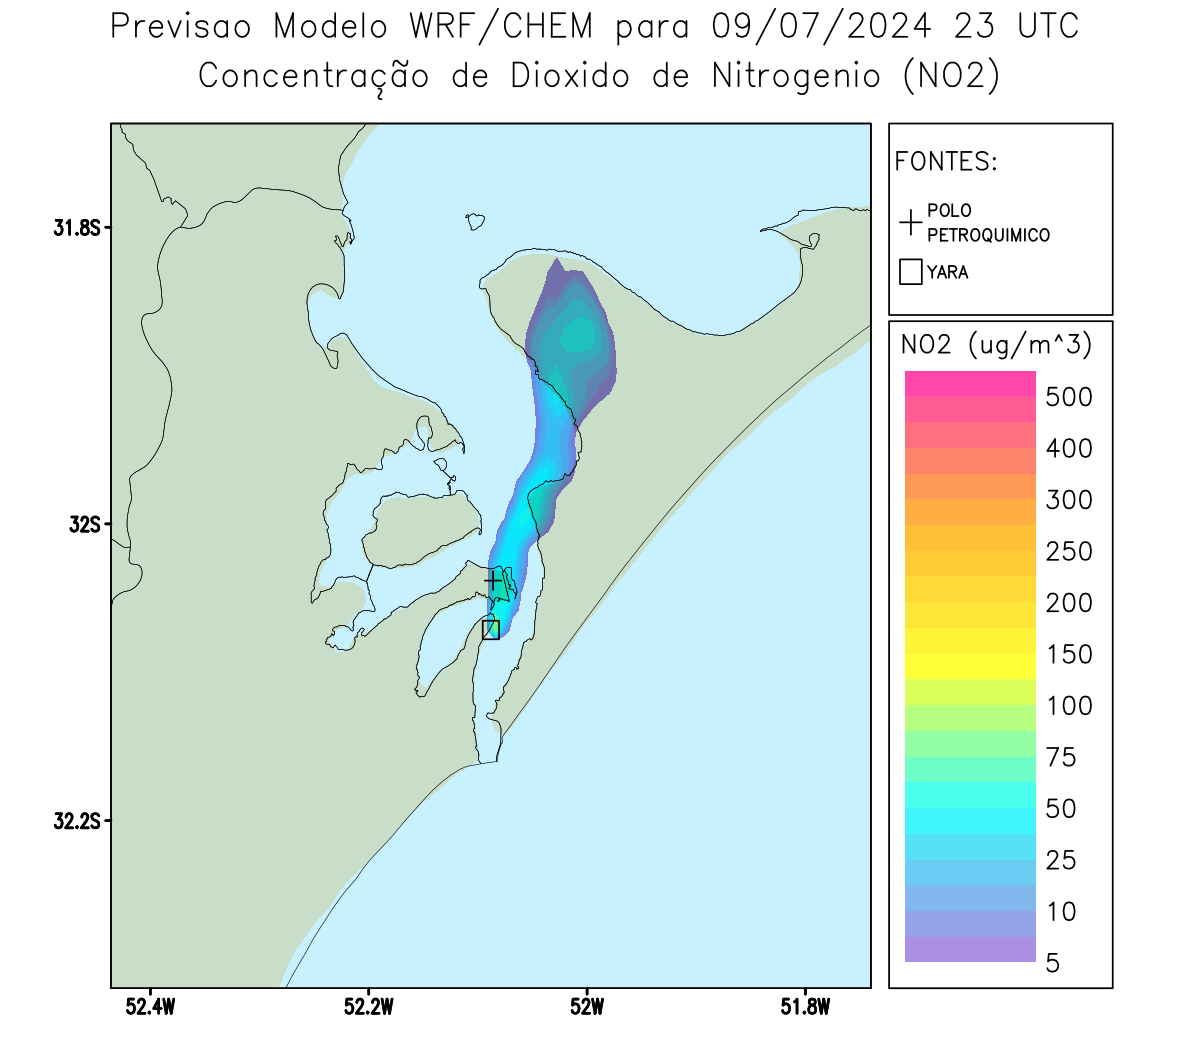 Previsao Modelo WRF/CHEM para 09/07/2024 23 UTC
Concentração de Dioxido de Nitrogenio (NO2)
FONTES:
POLO
PETROQUIMICO
YARA
NO2 (ug/m^3)
500
400
300
250
200
150
100
75
50
25
10
5
31.8S
32S
32.2S
52.4W
52.2W
52W
51.8W